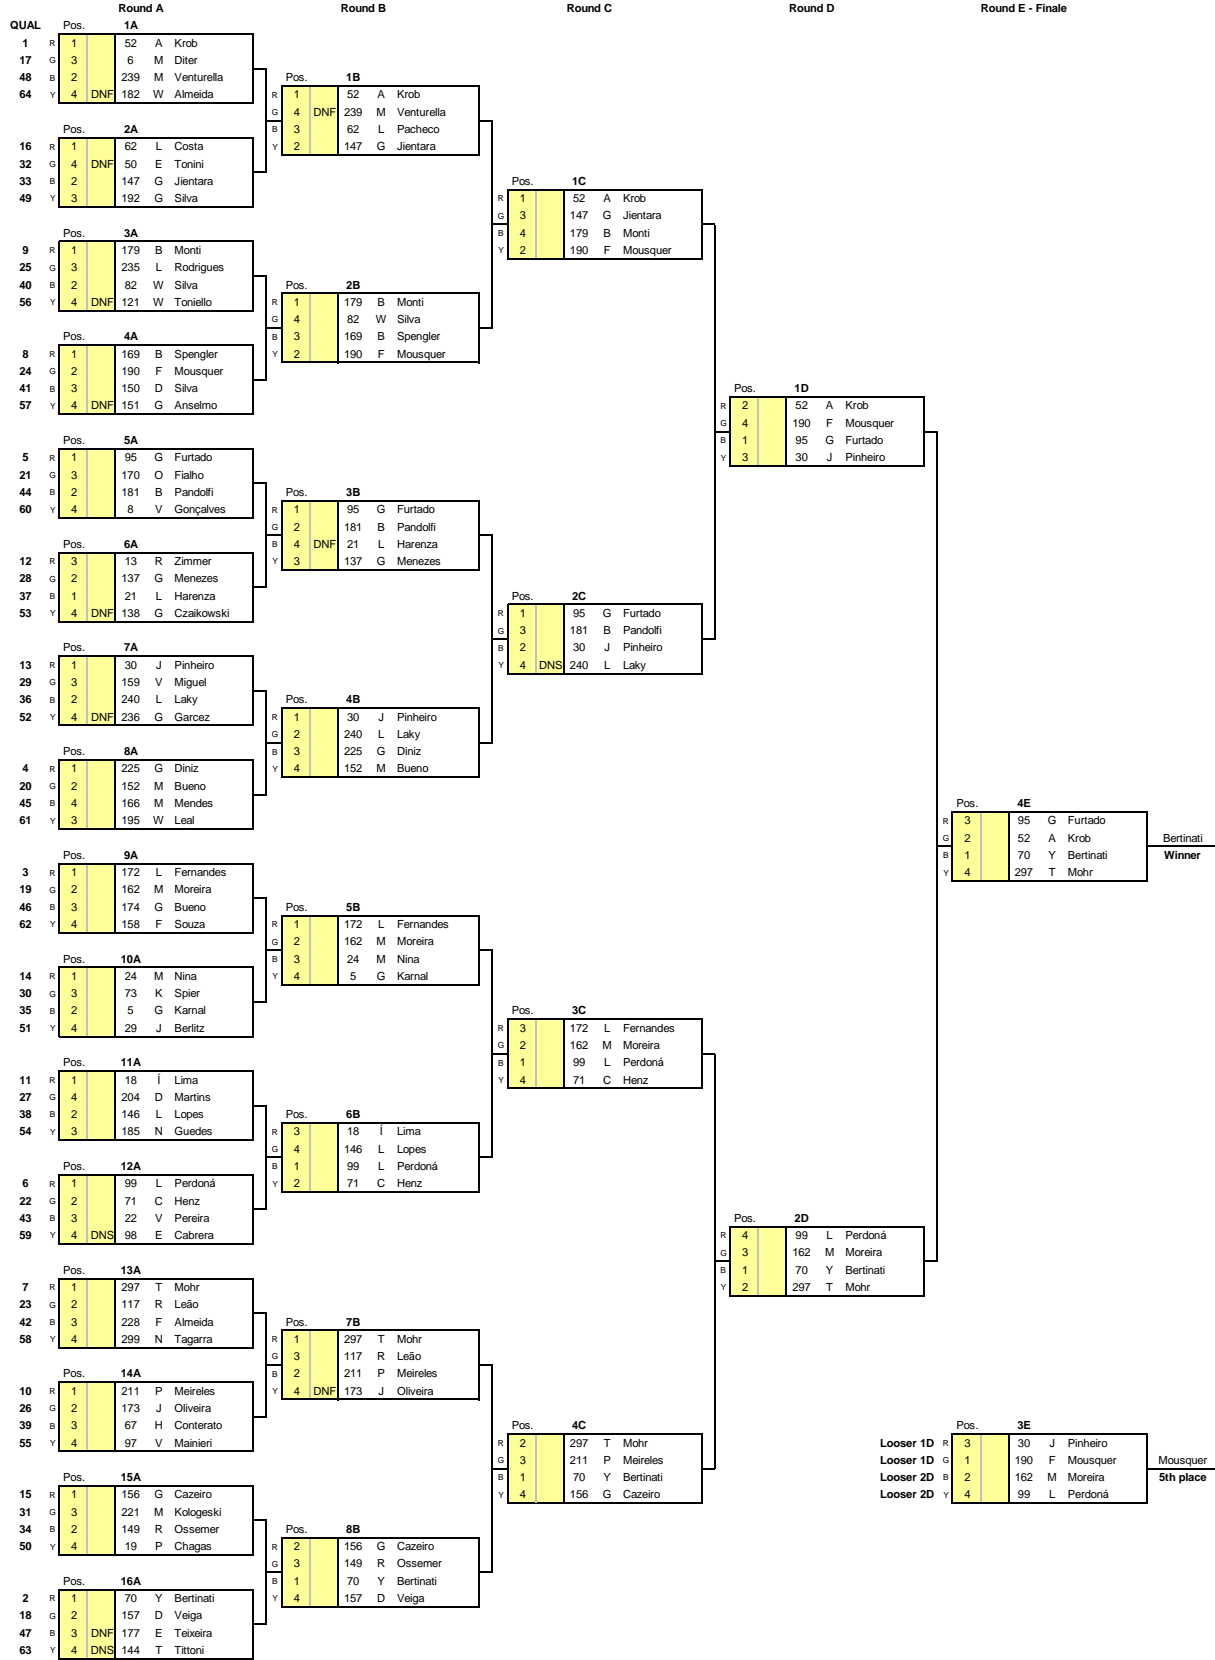 Round A Round B Round C Round D Round E - Finale
QUAL Pos. 1A
1 R 1 52 A Krob
17 G 3 6 M Diter
48 B 2 239 M Venturella
64 Y 4 DNF 182 W Almeida
Pos. 1B
R 1 52 A Krob
G 4 DNF 239 M Venturella
B 3 62 L Pacheco
Y 2 147 G Jientara
Pos. 2A
16 R 1 62 L Costa
32 G 4 DNF 50 E Tonini
33 B 2 147 G Jientara
49 Y 3 192 G Silva
Pos. 1C
R 1 52 A Krob
G 3 147 G Jientara
B 4 179 B Monti
Y 2 190 F Mousquer
Pos. 3A
9 R 1 179 B Monti
25 G 3 235 L Rodrigues
40 B 2 82 W Silva
56 Y 4 DNF 121 W Toniello
Pos. 2B
R 1 179 B Monti
G 4 82 W Silva
B 3 169 B Spengler
Y 2 190 F Mousquer
Pos. 4A
8 R 1 169 B Spengler
24 G 2 190 F Mousquer
41 B 3 150 D Silva
57 Y 4 DNF 151 G Anselmo
Pos. 1D
R 2 52 A Krob
G 4 190 F Mousquer
B 1 95 G Furtado
Y 3 30 J Pinheiro
Pos. 5A
5 R 1 95 G Furtado
21 G 3 170 O Fialho
44 B 2 181 B Pandolfi
60 Y 4 8 V Gonçalves
Pos. 3B
R 1 95 G Furtado
G 2 181 B Pandolfi
B 4 DNF 21 L Harenza
Y 3 137 G Menezes
Pos. 6A
12 R 3 13 R Zimmer
28 G 2 137 G Menezes
37 B 1 21 L Harenza
53 Y 4 DNF 138 G Czaikowski
Pos. 2C
R 1 95 G Furtado
G 3 181 B Pandolfi
B 2 30 J Pinheiro
Y 4 DNS 240 L Laky
Pos. 7A
13 R 1 30 J Pinheiro
29 G 3 159 V Miguel
36 B 2 240 L Laky
52 Y 4 DNF 236 G Garcez
Pos. 4B
R 1 30 J Pinheiro
G 2 240 L Laky
B 3 225 G Diniz
Y 4 152 M Bueno
Pos. 8A
4 R 1 225 G Diniz
20 G 2 152 M Bueno
45 B 4 166 M Mendes
61 Y 3 195 W Leal
Pos. 4E
R 3 95 G Furtado
G 2 52 A Krob Bertinati
B 1 70 Y Bertinati Winner
Y 4 297 T Mohr
Pos. 9A
3 R 1 172 L Fernandes
19 G 2 162 M Moreira
46 B 3 174 G Bueno
62 Y 4 158 F Souza
Pos. 5B
R 1 172 L Fernandes
G 2 162 M Moreira
B 3 24 M Nina
Y 4 5 G Karnal
Pos. 10A
14 R 1 24 M Nina
30 G 3 73 K Spier
35 B 2 5 G Karnal
51 Y 4 29 J Berlitz
Pos. 3C
R 3 172 L Fernandes
G 2 162 M Moreira
B 1 99 L Perdoná
Y 4 71 C Henz
Pos. 11A
11 R 1 18 Í Lima
27 G 4 204 D Martins
38 B 2 146 L Lopes
54 Y 3 185 N Guedes
Pos. 6B
R 3 18 Í Lima
G 4 146 L Lopes
B 1 99 L Perdoná
Y 2 71 C Henz
Pos. 12A
6 R 1 99 L Perdoná
22 G 2 71 C Henz
43 B 3 22 V Pereira
59 Y 4 DNS 98 E Cabrera
Pos. 2D
R 4 99 L Perdoná
G 3 162 M Moreira
B 1 70 Y Bertinati
Y 2 297 T Mohr
Pos. 13A
7 R 1 297 T Mohr
23 G 2 117 R Leão
42 B 3 228 F Almeida
58 Y 4 299 N Tagarra
Pos. 7B
R 1 297 T Mohr
G 3 117 R Leão
B 2 211 P Meireles
Y 4 DNF 173 J Oliveira
Pos. 14A
10 R 1 211 P Meireles
26 G 2 173 J Oliveira
39 B 3 67 H Conterato
55 Y 4 97 V Mainieri
Pos. 4C
R 2 297 T Mohr
G 3 211 P Meireles
B 1 70 Y Bertinati
Y 4 156 G Cazeiro
Pos. 3E
Looser 1D R 3 30 J Pinheiro
Looser 1D G 1 190 F Mousquer Mousquer
Looser 2D B 2 162 M Moreira 5th place
Looser 2D Y 4 99 L Perdoná
Pos. 15A
15 R 1 156 G Cazeiro
31 G 3 221 M Kologeski
34 B 2 149 R Ossemer
50 Y 4 19 P Chagas
Pos. 8B
R 2 156 G Cazeiro
G 3 149 R Ossemer
B 1 70 Y Bertinati
Y 4 157 D Veiga
Pos. 16A
2 R 1 70 Y Bertinati
18 G 2 157 D Veiga
47 B 3 DNF 177 E Teixeira
63 Y 4 DNS 144 T Tittoni